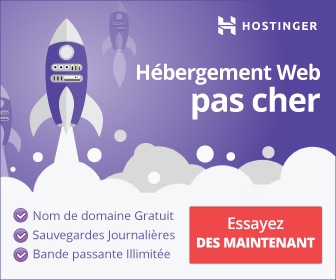 HOSTINGER
Hébergement Web
pas cher
Nom de domaine Gratuit
Sauvegardes Journalières
Bande passante Illimitée
Essayez
DES MAINTENANT